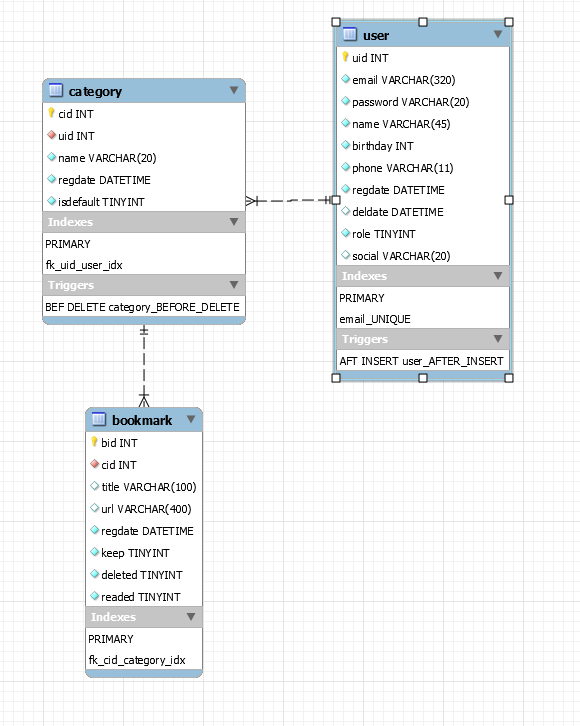 user
uid INT
email VARCHAR(320)
password VARCHAR(20)
name VARCHAR(45)
birthday INT
phone VARCHAR(11)
regdate DATETIME
deldate DATETIME
role TINYINT
social VARCHAR(20)
Indexes
PRIMARY
email_UNIQUE
Triggers
AFT INSERT user_AFTER_INSERT
category
cid INT
uid INT
name VARCHAR(20)
regdate DATETIME
isdefault TINYINT
Indexes
PRIMARY
fk_uid_user_idx
Triggers
BEF DELETE category_BEFORE_DELETE
bookmark
bid INT
cid INT
title VARCHAR(100)
url VARCHAR(400)
regdate DATETIME
keep TINYINT
deleted TINYINT
readed TINYINT
Indexes
PRIMARY
fk_cid_category_idx